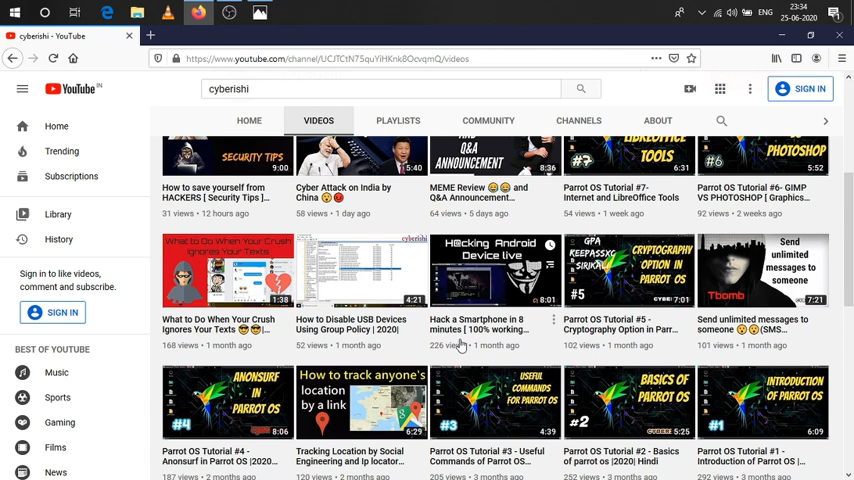 23:34
ENG
25-06-2020
cyberishi - YouTube
https://www.youtube.com/channel/UCJTCtN75quYiHKnk8OcvqmQ/videos
YouTube IN
cyberishi
SIGN IN
HOME
VIDEOS
PLAYLISTS
COMMUNITY
CHANNELS
ABOUT
Home
Trending
Subscriptions
Library
History
Sign in to like videos,
comment and subscribe.
SIGN IN
BEST OF YOUTUBE
Music
Sports
Gaming
Films
News
SECURITY TIPS
9:00
How to save yourself from
HACKERS [ Security Tips ]...
31 views • 12 hours ago
5:40
Cyber Attack on India by
China 😯😡
58 views • 1 day ago
AND
Q&A
ANNOUNCEMENT
8:36
MEME Review 😂😂 and
Q&A Announcement...
64 views • 5 days ago
LIBREOFFICE
TOOLS
#7
6:31
Parrot OS Tutorial #7-
Internet and LibreOffice Tools
54 views • 1 week ago
PHOTOSHOP
#6
5:52
Parrot OS Tutorial #6- GIMP
VS PHOTOSHOP [ Graphics...
92 views • 2 weeks ago
What to Do When Your Crush
Ignores Your Texts
1:38
What to Do When Your Crush
Ignores Your Texts 😎😎|...
168 views • 1 month ago
cyberishi
4:21
How to Disable USB Devices
Using Group Policy | 2020|
52 views • 1 month ago
H@cking Android
Device live
8:01
Hack a Smartphone in 8
minutes [ 100% working...
226 views • 1 month ago
GPA
KEEPASSXC
SIRIKALI
CRYPTOGRAPHY
OPTION IN
PARROT OS
#5
7:01
Parrot OS Tutorial #5 -
Cryptography Option in Parr...
102 views • 1 month ago
Send
unlimited
messages to
someone
Tbomb
7:21
Send unlimited messages to
someone 😯😯(SMS...
101 views • 1 month ago
ANONSURF
IN
PARROT OS
#4
8:06
Parrot OS Tutorial #4 -
Anonsurf in Parrot OS |2020...
187 views • 2 months ago
How to track anyone's
location
by a link
6:29
Tracking Location by Social
Engineering and Ip locator...
120 views • 2 months ago
USEFUL
COMMANDS
FOR PARROT OS
#3
4:39
Parrot OS Tutorial #3 - Useful
Commands of Parrot OS...
205 views • 3 months ago
BASICS OF
PARROT OS
#2
5:25
Parrot OS Tutorial #2 - Basics
of parrot os |2020| Hindi
252 views • 3 months ago
INTRODUCTION
OF PARROT OS
#1
6:09
Parrot OS Tutorial #1 -
Introduction of Parrot OS |...
197 views • 3 months ago